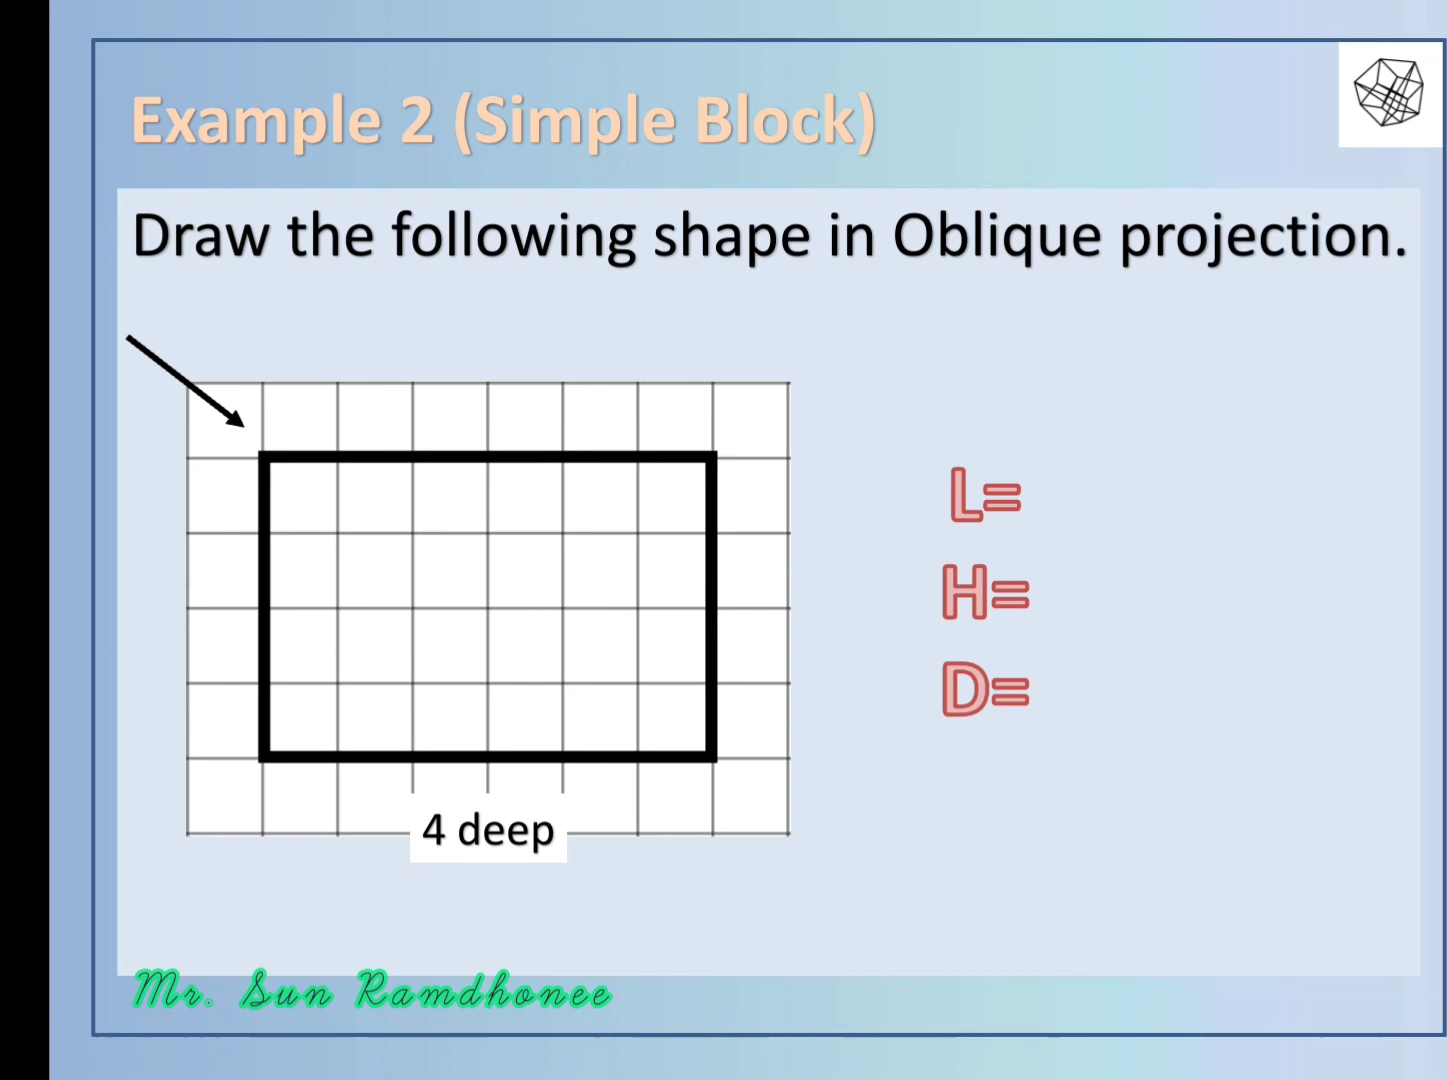 Example 2 (Simple Block)
Draw the following shape in Oblique projection.
L=
H=
D=
4 deep
Mr. Sun Ramdhonee